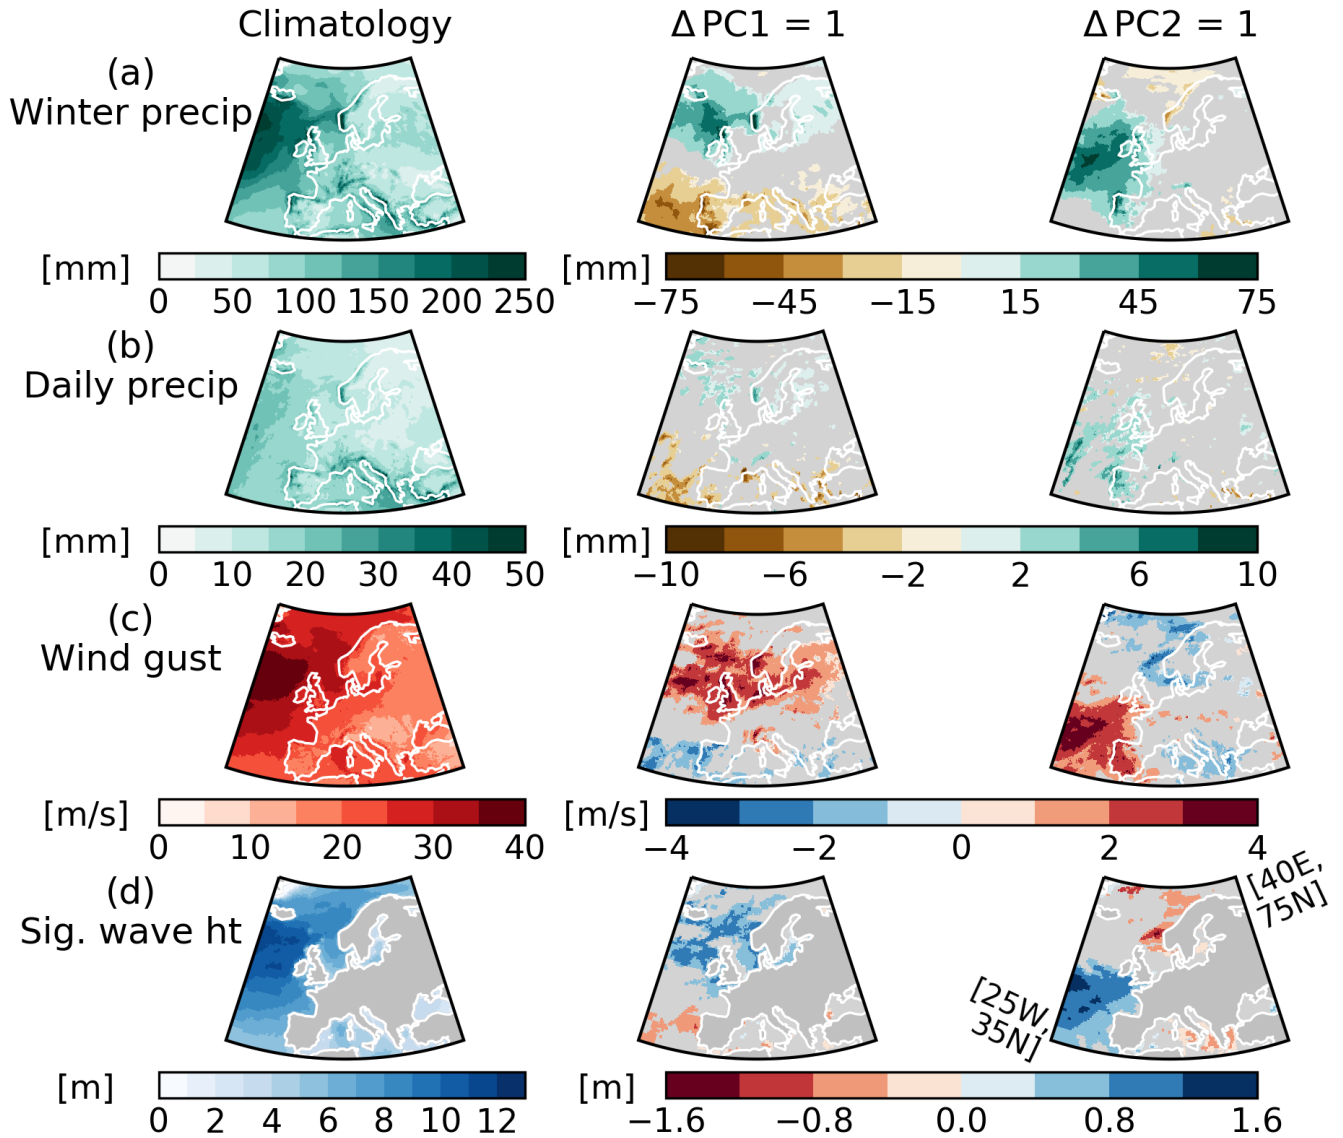 Climatology    Δ PC1 = 1    Δ PC2 = 1
(a)
Winter precip
[mm]    [mm]
0 50 100 150 200 250    −75 −45 −15 15 45 75
(b)
Daily precip
[mm]    [mm]
0 10 20 30 40 50    −10 −6 −2 2 6 10
(c)
Wind gust
[m/s]    [m/s]
0 10 20 30 40    −4 −2 0 2 4
(d)
Sig. wave ht
[40E,
75N]
[25W,
35N]
[m]    [m]
0 2 4 6 8 10 12    −1.6 −0.8 0.0 0.8 1.6